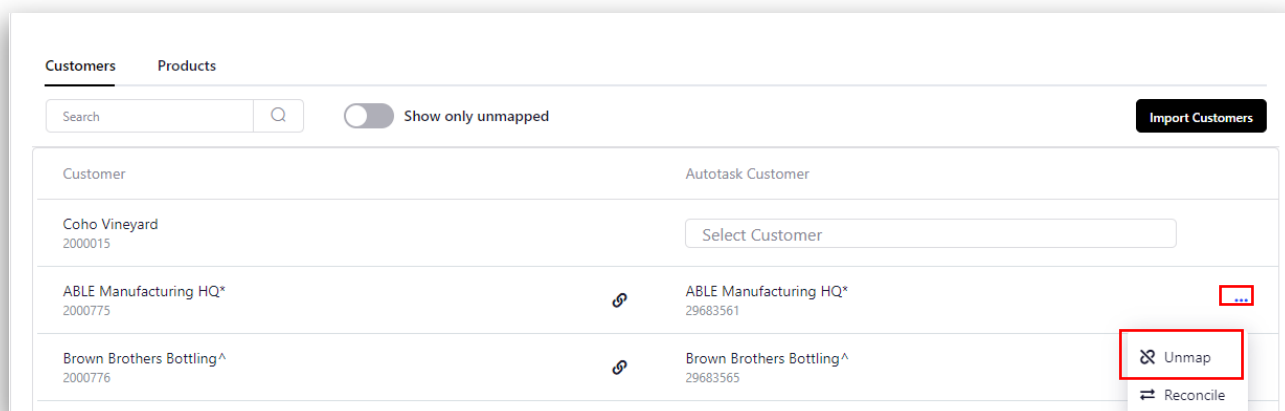 Customers Products
Search Show only unmapped Import Customers
Customer Autotask Customer
Coho Vineyard
2000015
Select Customer
ABLE Manufacturing HQ* ABLE Manufacturing HQ* ...
2000775 29683561
Brown Brothers Bottling^ Brown Brothers Bottling^ Unmap
2000776 29683565
Reconcile